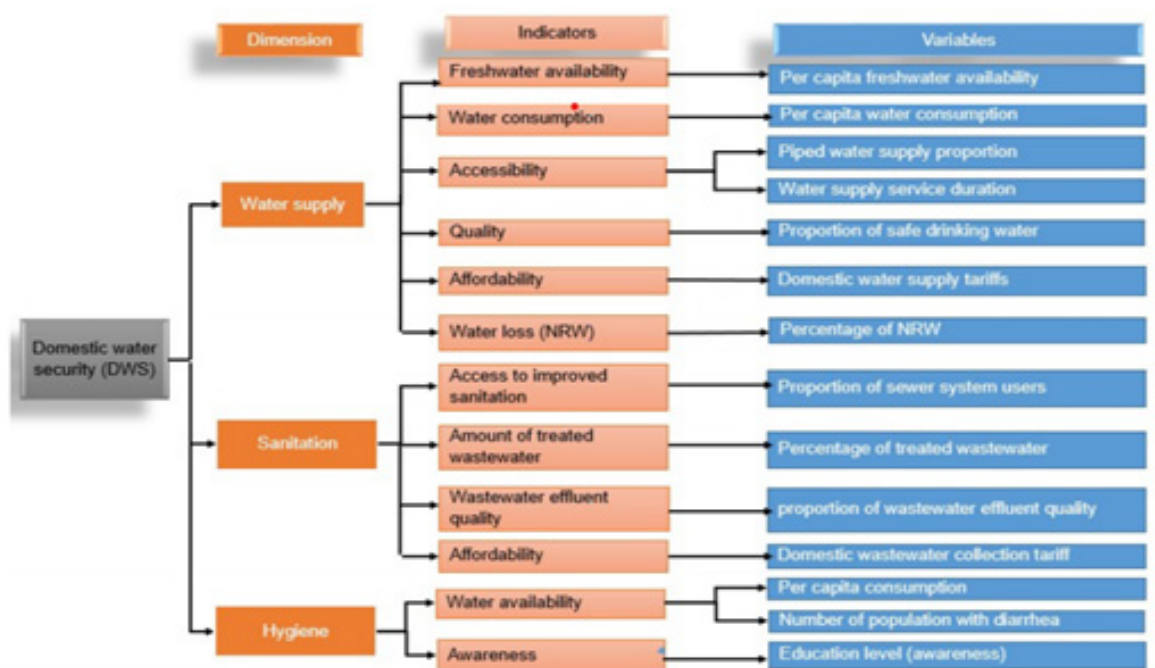 Dimension
Indicators
Variables
Freshwater availability
Per capita freshwater availability
Water consumption
Per capita water consumption
Accessibility
Piped water supply proportion
Water supply service duration
Water supply
Quality
Proportion of safe drinking water
Affordability
Domestic water supply tariffs
Water loss (NRW)
Percentage of NRW
Domestic water
security (DWS)
Access to improved
sanitation
Proportion of sewer system users
Sanitation
Amount of treated
wastewater
Percentage of treated wastewater
Wastewater effluent
quality
proportion of wastewater effluent quality
Affordability
Domestic wastewater collection tariff
Hygiene
Water availability
Per capita consumption
Number of population with diarrhea
Awareness
Education level (awareness)